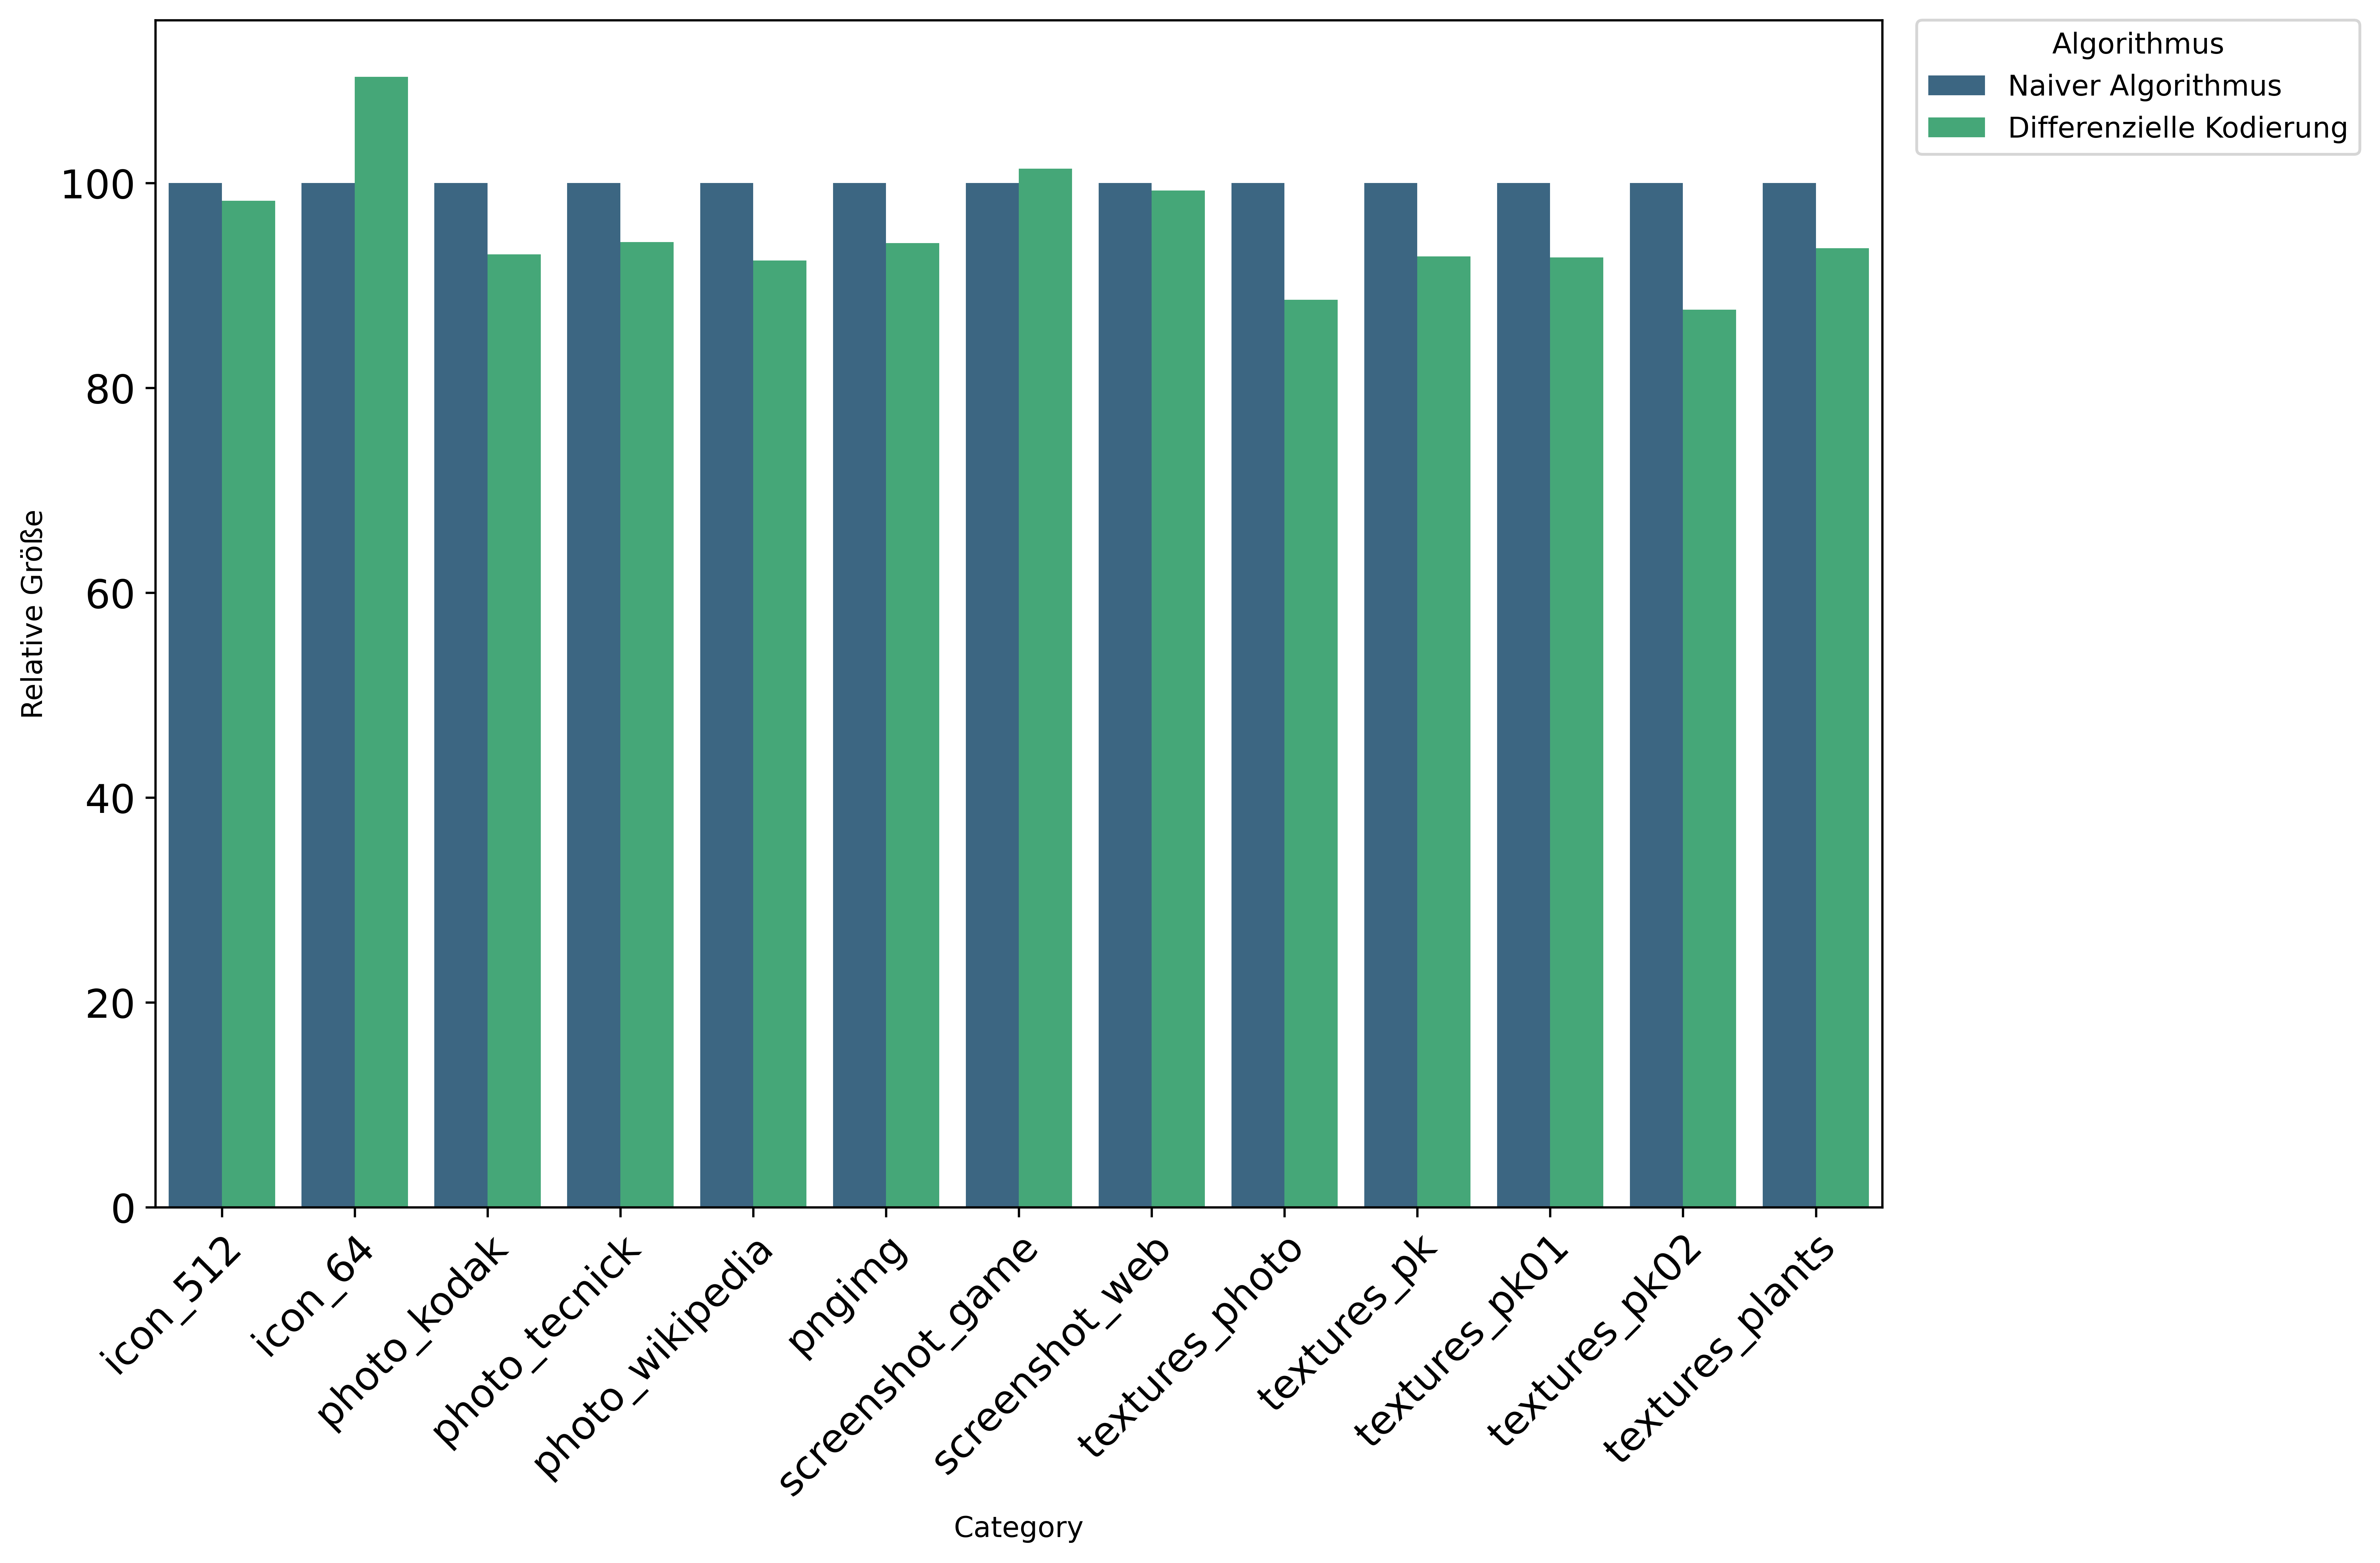 Algorithmus
Naiver Algorithmus
Differenzielle Kodierung
Relative Größe
100
80
60
40
20
0
icon_512
icon_64
photo_kodak
photo_tecnick
photo_wikipedia
pngimg
screenshot_game
screenshot_web
textures_photo
textures_pk
textures_pk01
textures_pk02
textures_plants
Category